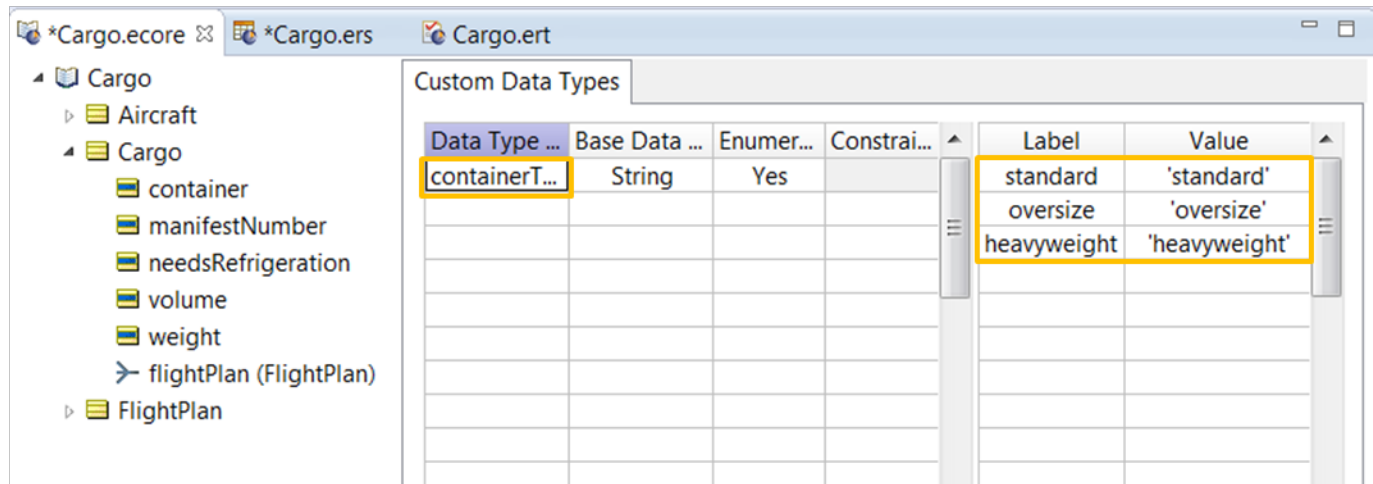 *Cargo.ecore *Cargo.ers Cargo.ert
Cargo
Aircraft
Cargo
container
manifestNumber
needsRefrigeration
volume
weight
flightPlan (FlightPlan)
FlightPlan
Custom Data Types
Data Type ... Base Data ... Enumer... Constrai...
containerT... String Yes
Label Value
standard 'standard'
oversize 'oversize'
heavyweight 'heavyweight'